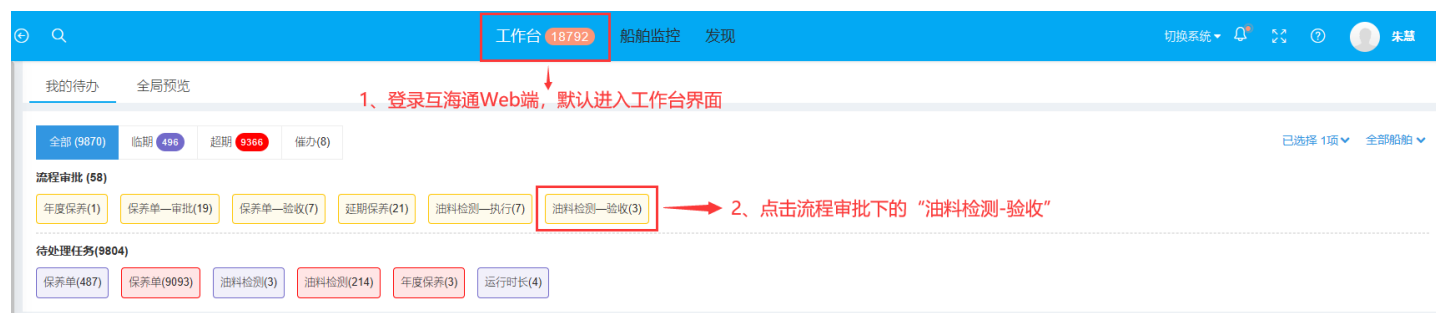 工作台 18792 船舶监控 发现 切换系统 朱慧
我的待办 全局预览
1、登录互海通Web端，默认进入工作台界面
全部 (9870) 临期 496 超期 9366 催办(8) 已选择 1项 全部船舶
流程审批 (58)
年度保养(1) 保养单—审批(19) 保养单—验收(7) 延期保养(21) 油料检测—执行(7) 油料检测—验收(3) 2、点击流程审批下的“油料检测-验收”
待处理任务(9804)
保养单(487) 保养单(9093) 油料检测(3) 油料检测(214) 年度保养(3) 运行时长(4)